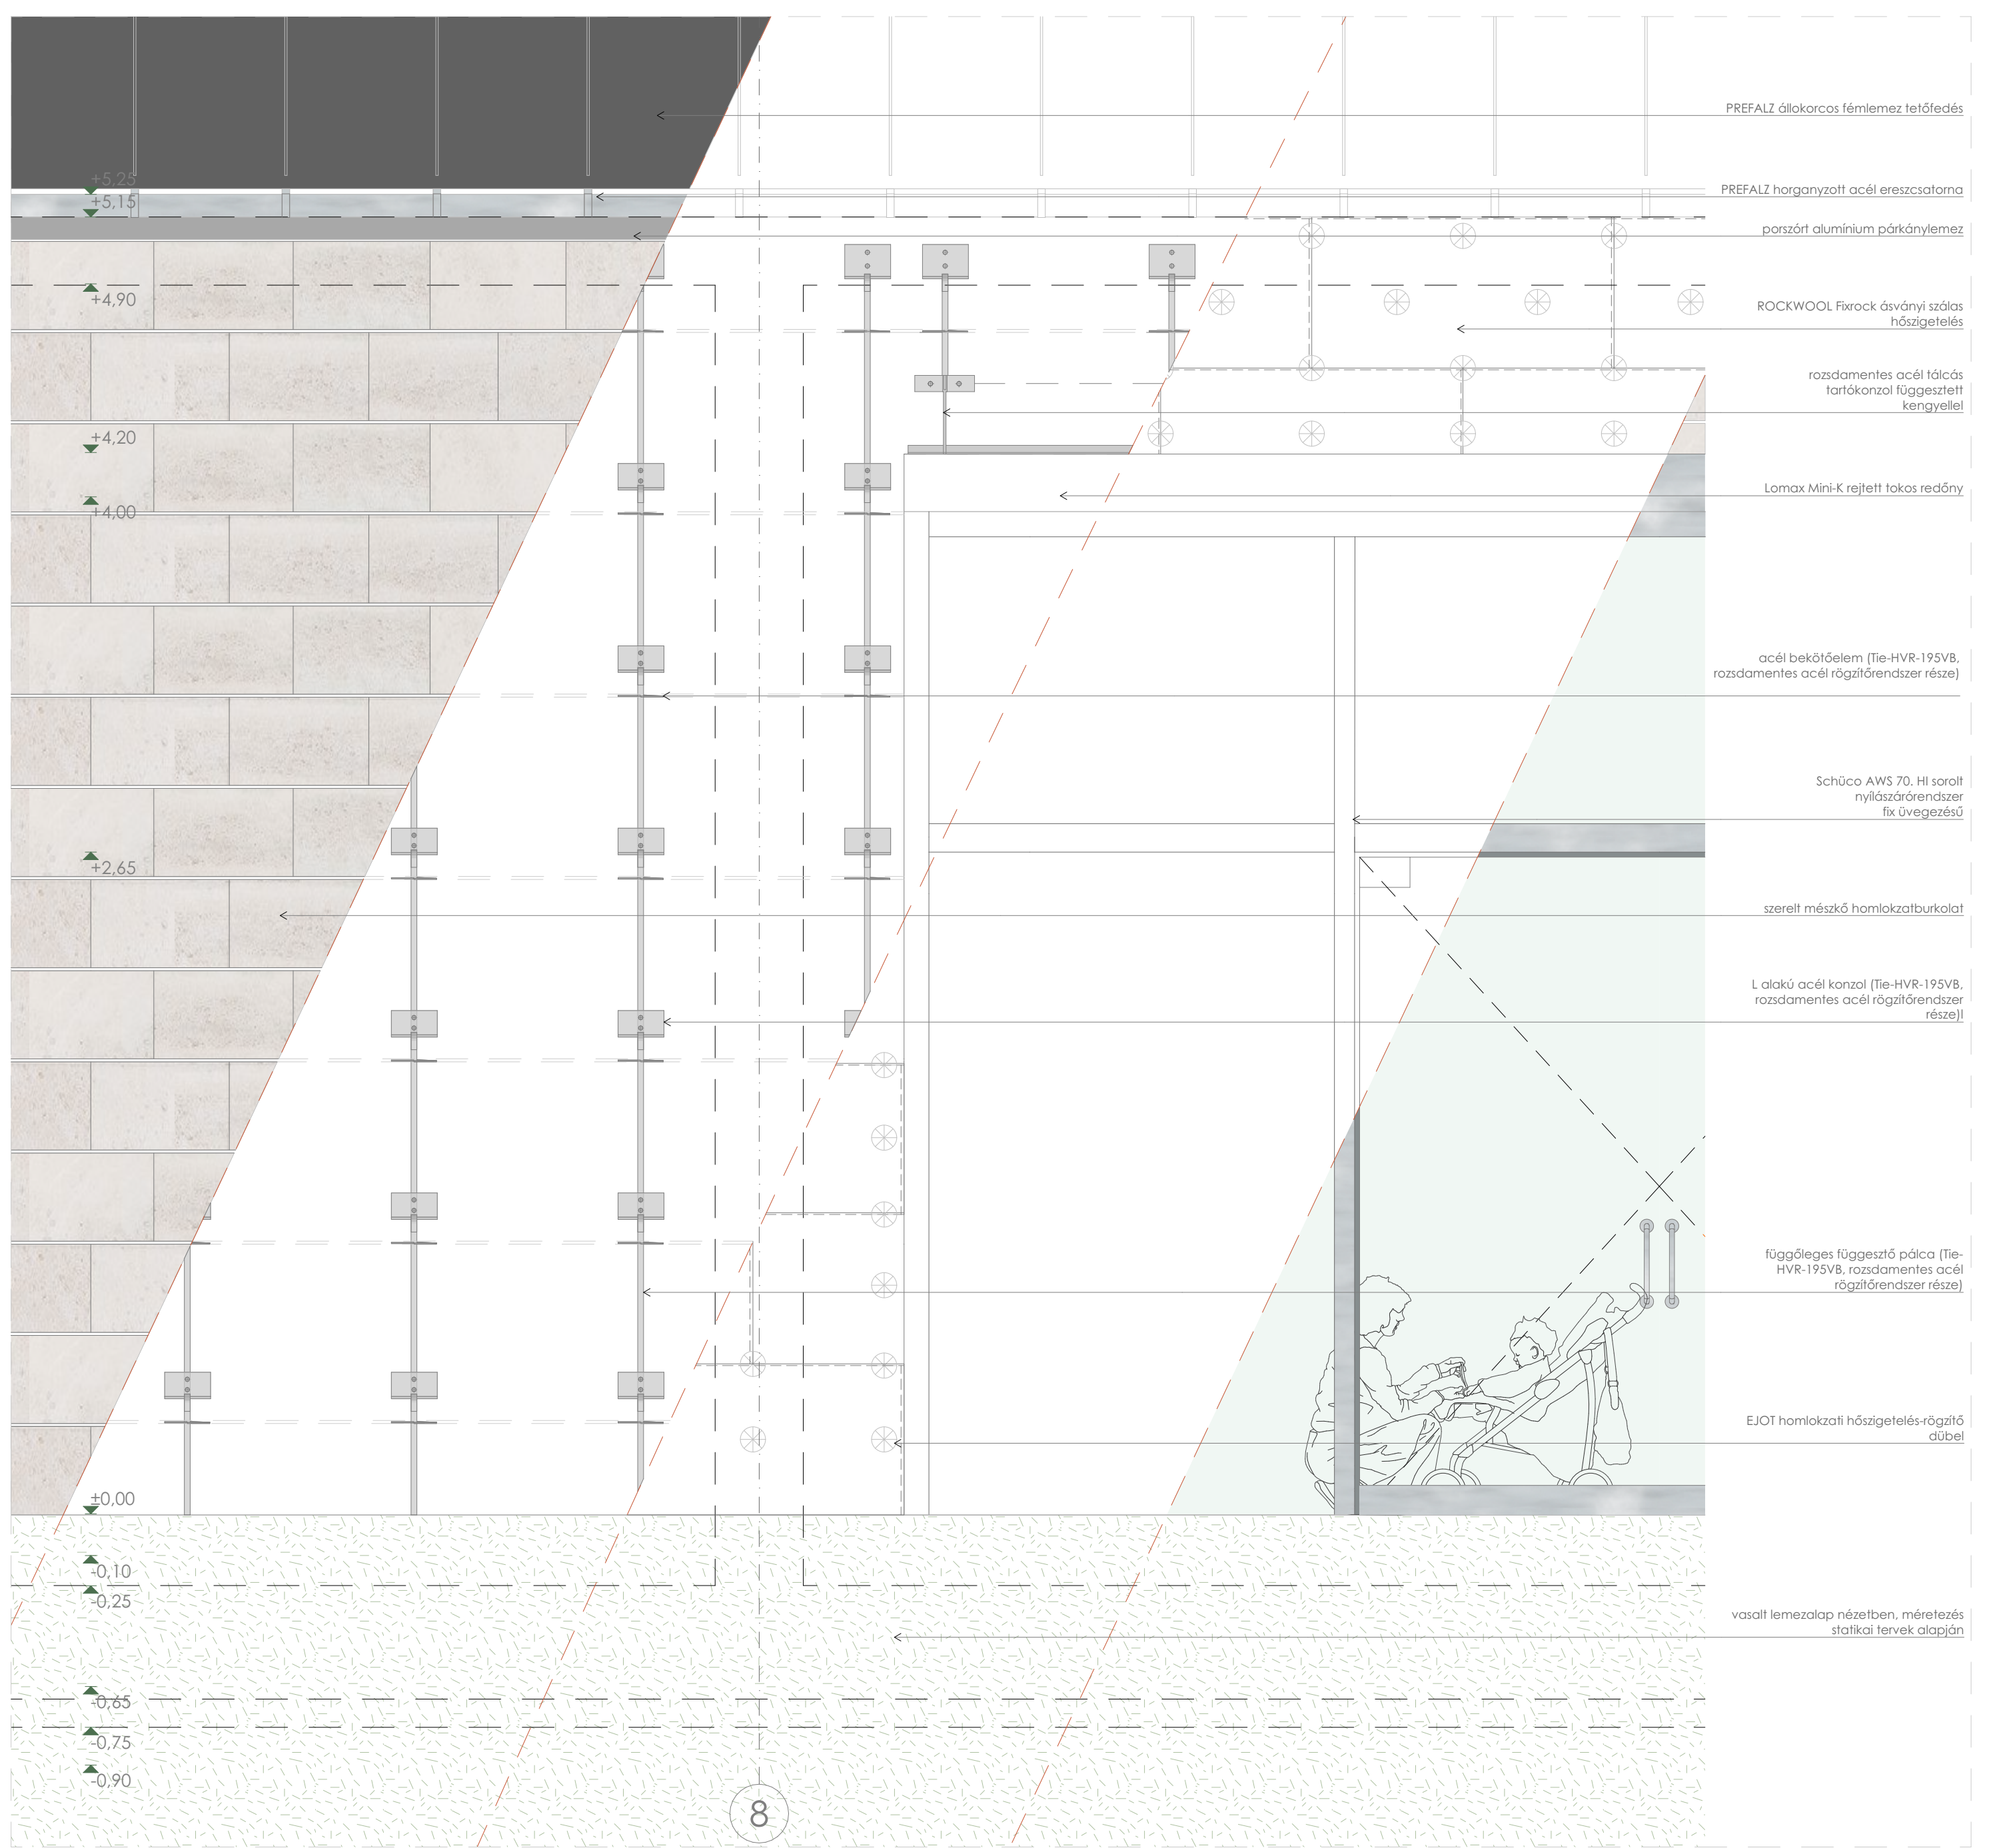 PREFALZ állokorcos fémlemez tetőfedés
+5,25
PREFALZ horganyzott acél ereszcsatorna
+5,15
porszórt alumínium párkánylemez
+4,90
ROCKWOOL Fixrock ásványi szálas
hőszigetelés
rozsdamentes acél tálcás
tartókonzol függesztett
kengyellel
+4,20
Lomax Mini-K rejtett tokos redőny
+4,00
acél bekötőelem (Tie-HVR-195VB,
rozsdamentes acél rögzítőrendszer része)
Schüco AWS 70. HI sorolt
nyílászárórendszer
fix üvegezésű
+2,65
szerelt mészkő homlokzatburkolat
L alakú acél konzol (Tie-HVR-195VB,
rozsdamentes acél rögzítőrendszer
része)l
függőleges függesztő pálca (Tie-
HVR-195VB, rozsdamentes acél
rögzítőrendszer része)
EJOT homlokzati hőszigetelés-rögzítő
dübel
±0,00
-0,10
-0,25
vasalt lemezalap nézetben, méretezés
statikai tervek alapján
-0,65
-0,75
-0,90
8